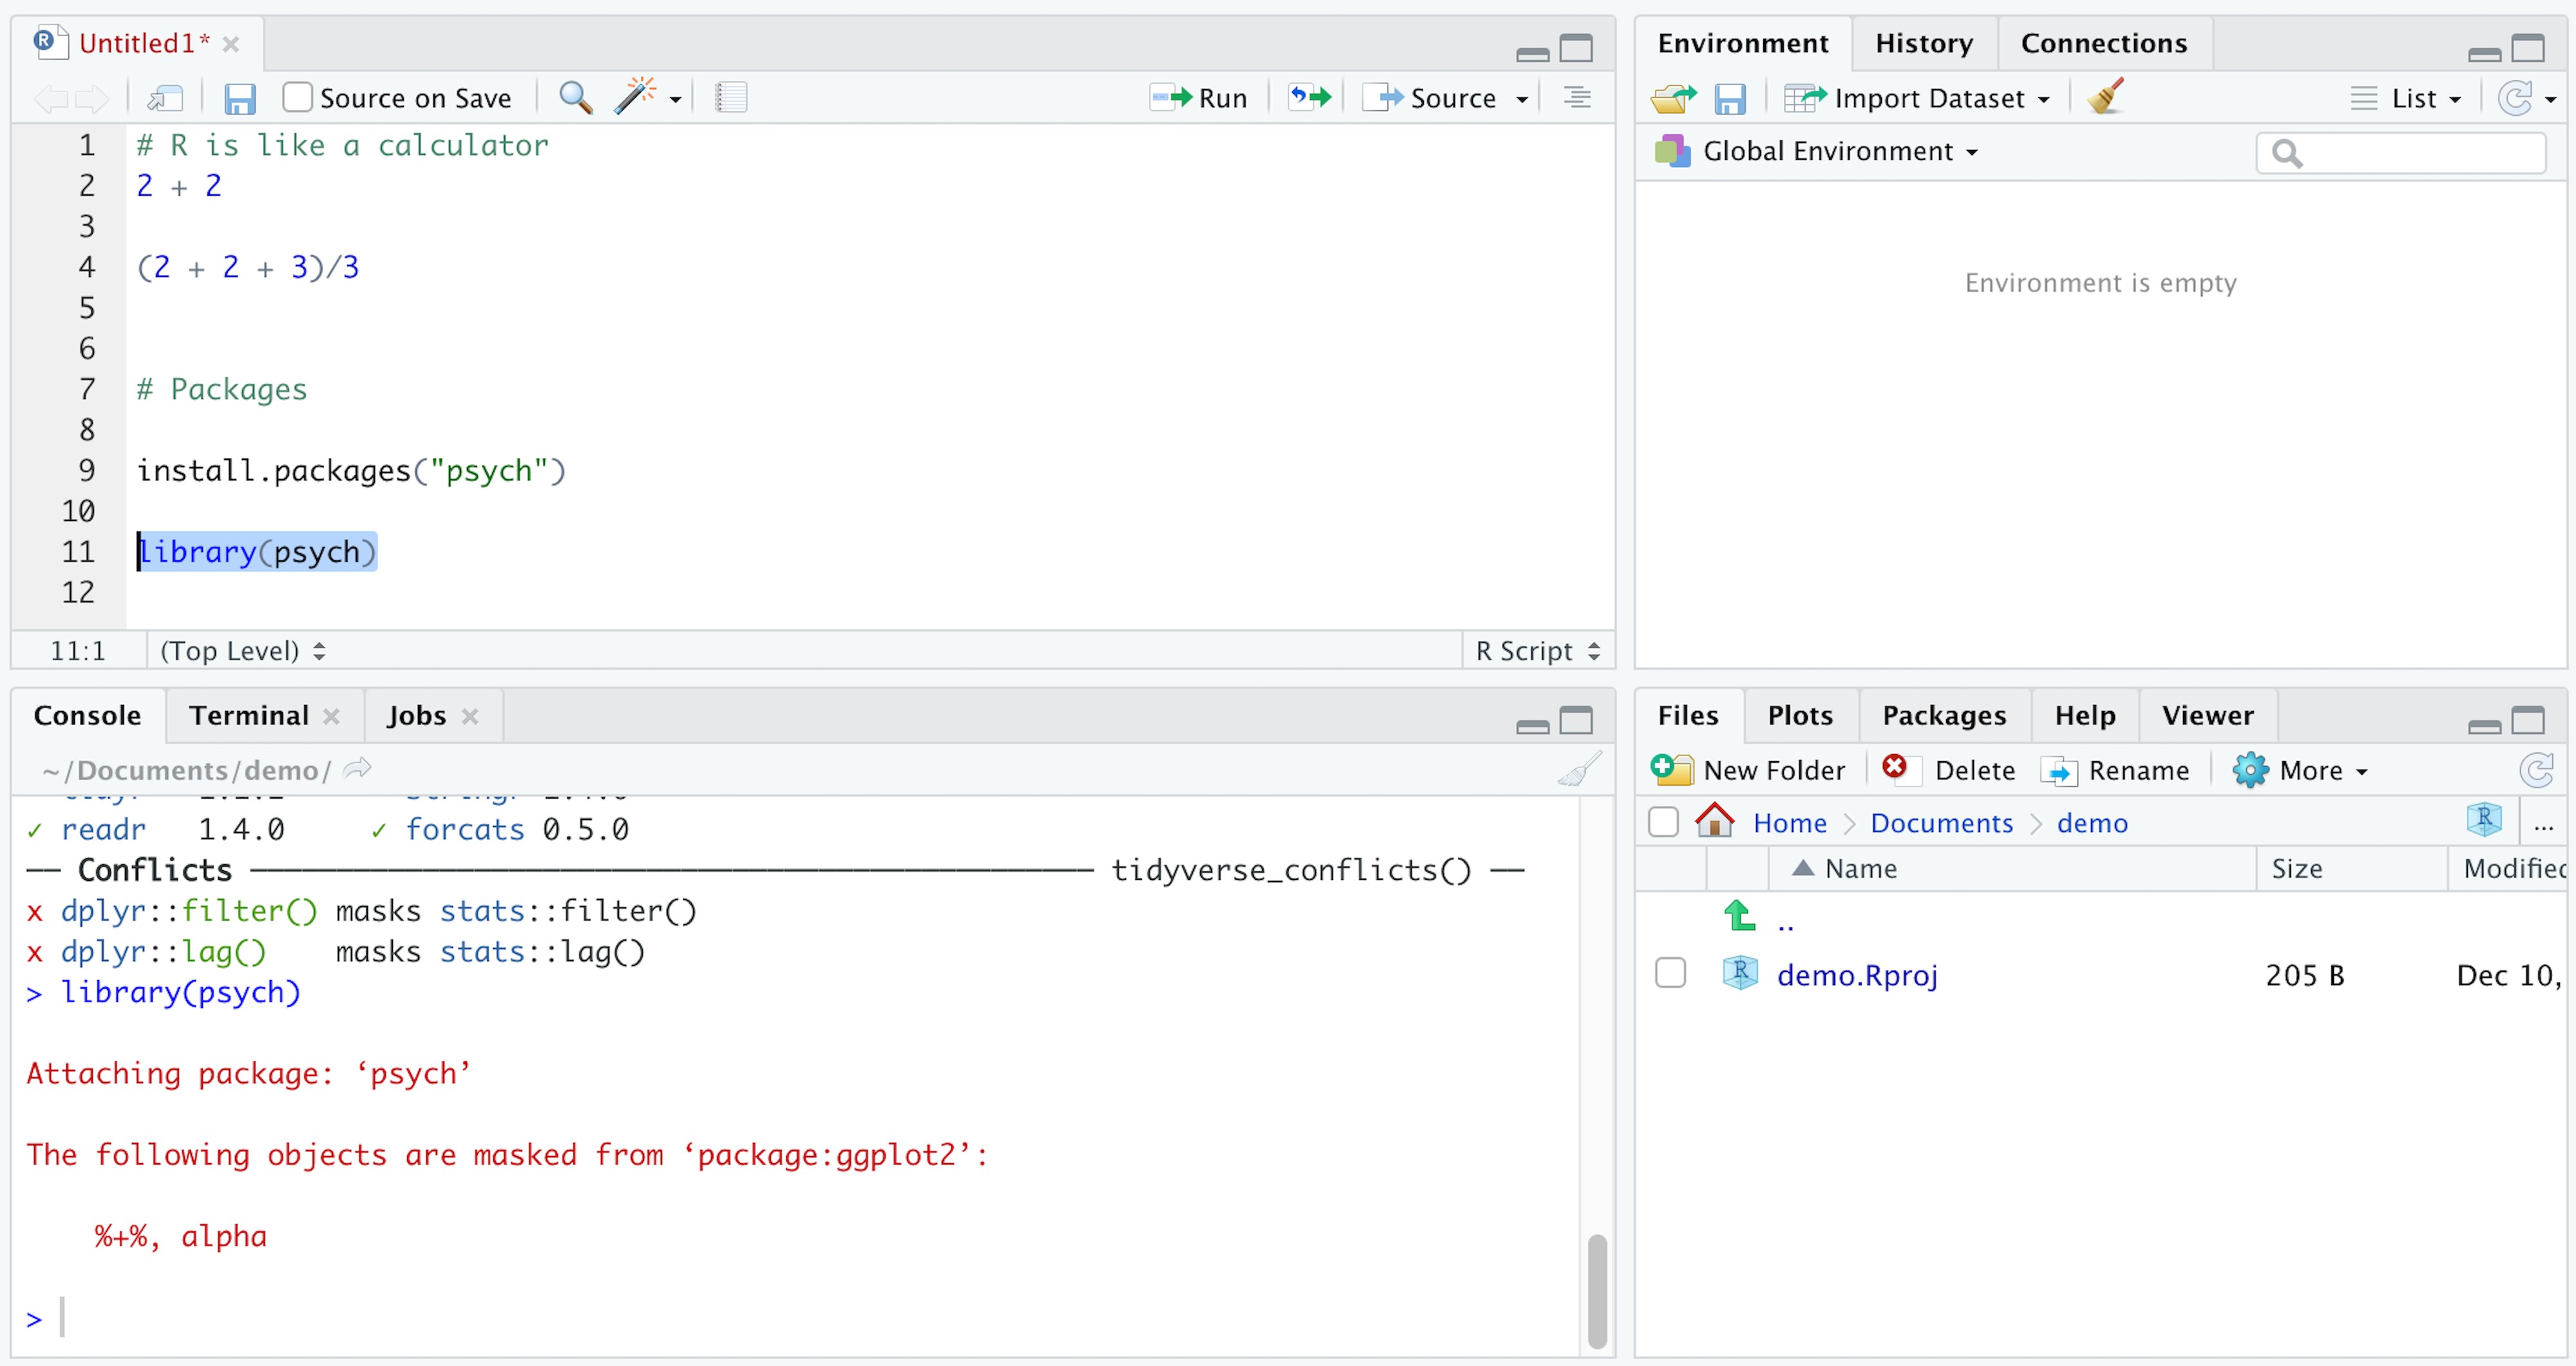 Untitled1*
Source on Save
Run
Source
1 # R is like a calculator
2 2 + 2
3
4 (2 + 2 + 3)/3
5
6
7 # Packages
8
9 install.packages("psych")
10
11 library(psych)
12
11:1 (Top Level) R Script
Console Terminal Jobs
~/Documents/demo/
✓ readr 1.4.0 ✓ forcats 0.5.0
── Conflicts ── tidyverse_conflicts() ──
x dplyr::filter() masks stats::filter()
x dplyr::lag() masks stats::lag()
> library(psych)
Attaching package: ‘psych’
The following objects are masked from ‘package:ggplot2’:
%+%, alpha
>
Environment History Connections
Import Dataset List
Global Environment
Environment is empty
Files Plots Packages Help Viewer
New Folder Delete Rename More
Home Documents demo ...
Name Size
..
demo.Rproj 205 B Dec 10,